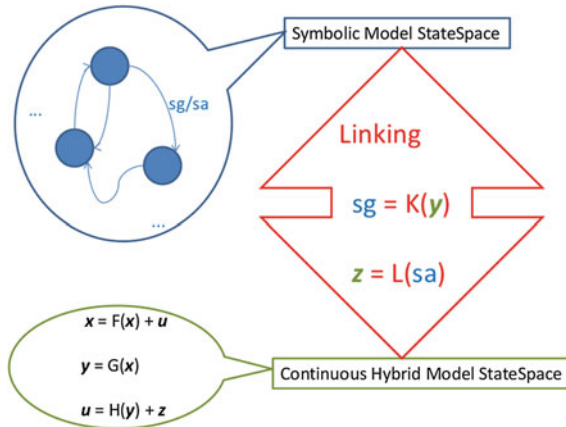 Symbolic Model StateSpace
sg/sa
...
...
Linking
sg = K(y)
z = L(sa)
x = F(x) + u
y = G(x)
u = H(y) + z
Continuous Hybrid Model StateSpace